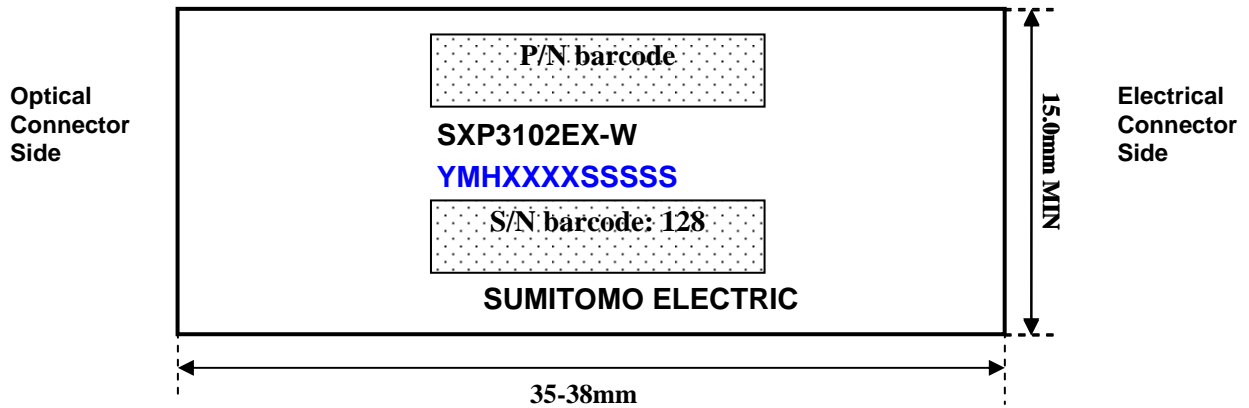 P/N barcode
Optical
Connector
Side
SXP3102EX-W
YMHXXXXSSSSS
S/N barcode: 128
SUMITOMO ELECTRIC
15.0mm MIN
Electrical
Connector
Side
35-38mm